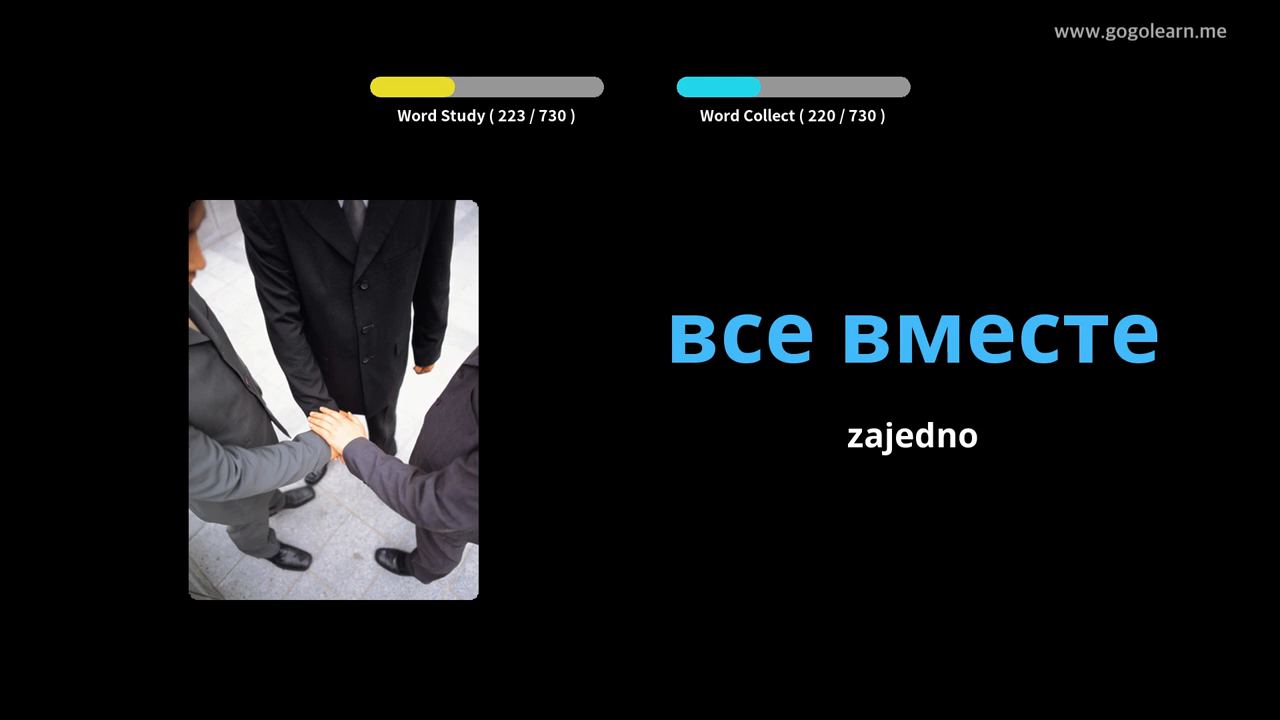 www.gogolearn.me
Word Study ( 223 / 730 )
Word Collect ( 220 / 730 )
все вместе
zajedno